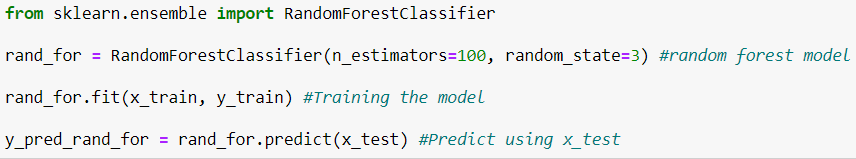 from sklearn.ensemble import RandomForestClassifier
rand_for = RandomForestClassifier(n_estimators=100, random_state=3) #random forest model
rand_for.fit(x_train, y_train) #Training the model
y_pred_rand_for = rand_for.predict(x_test) #Predict using x_test